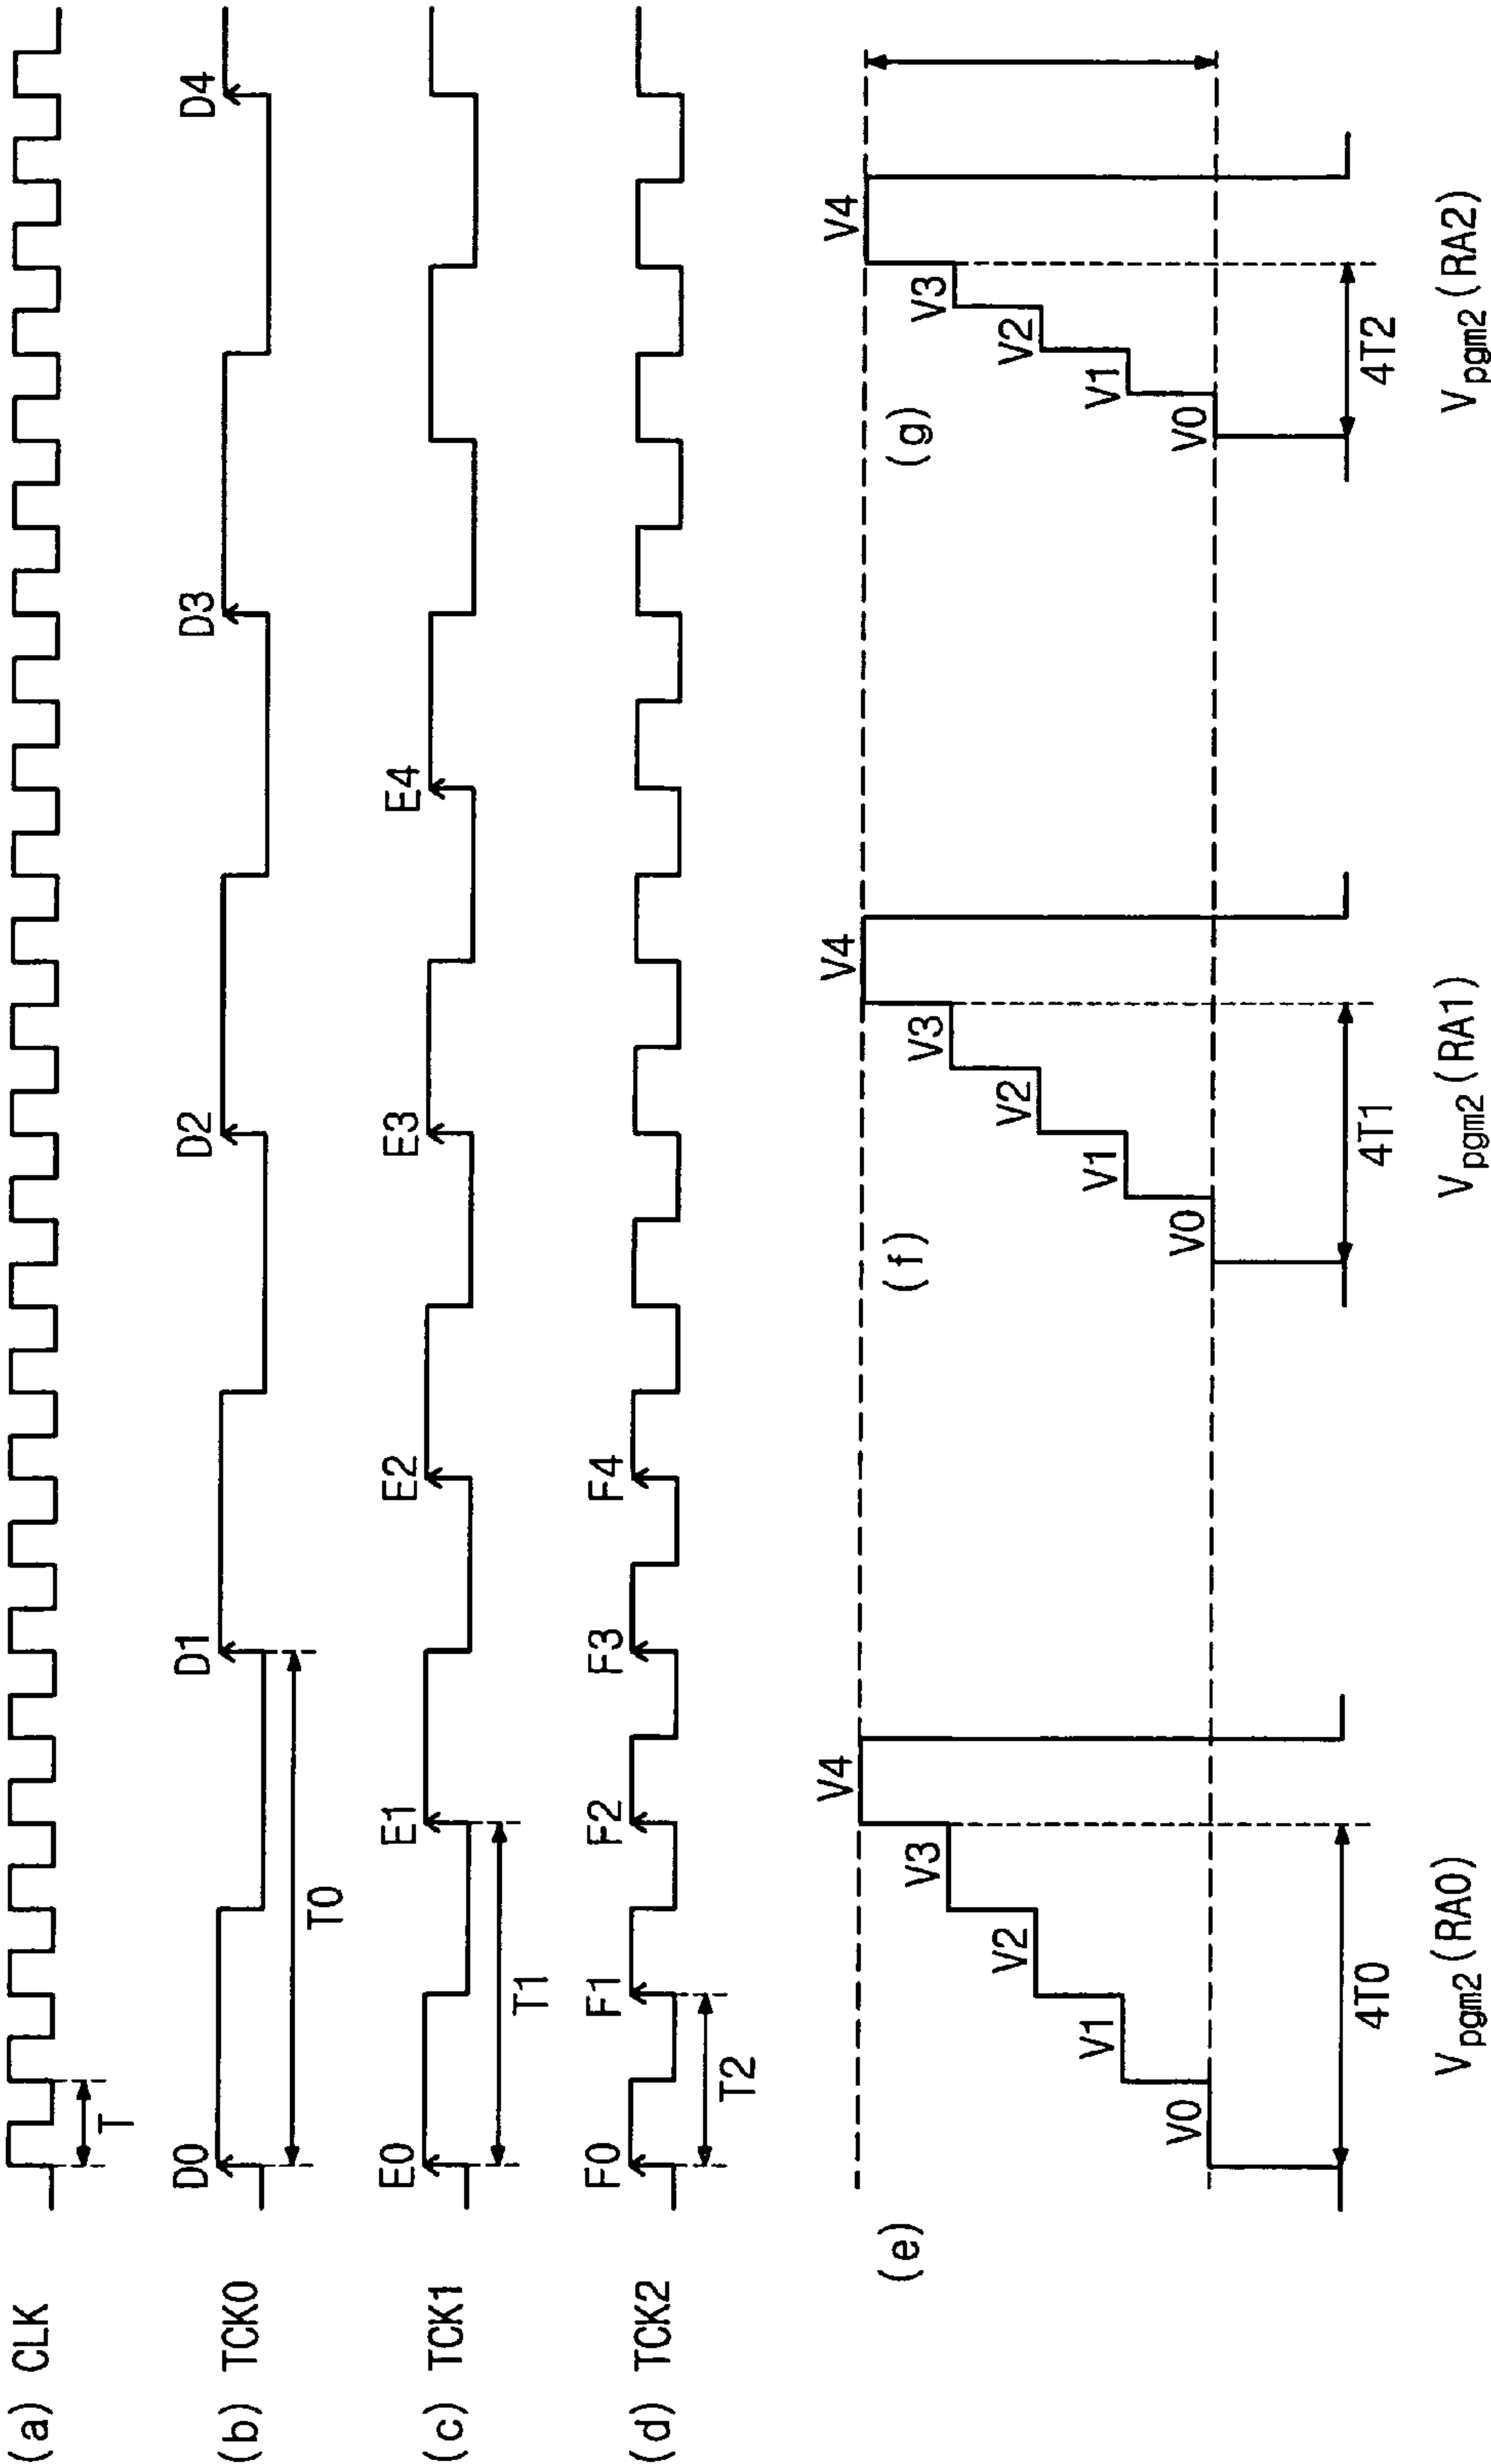 (a) CLK
T
(b) TCK0
D0
D1
D2
D3
D4
T0
(c) TCK1
E0
E1
E2
E3
E4
T1
(d) TCK2
F0
F1
F2
F3
F4
T2
(e)
V0
V1
V2
V3
V4
4T0
Vpgm2(RA0)
(f)
V0
V1
V2
V3
V4
4T1
Vpgm2(RA1)
(g)
V0
V1
V2
V3
V4
4T2
Vpgm2(RA2)